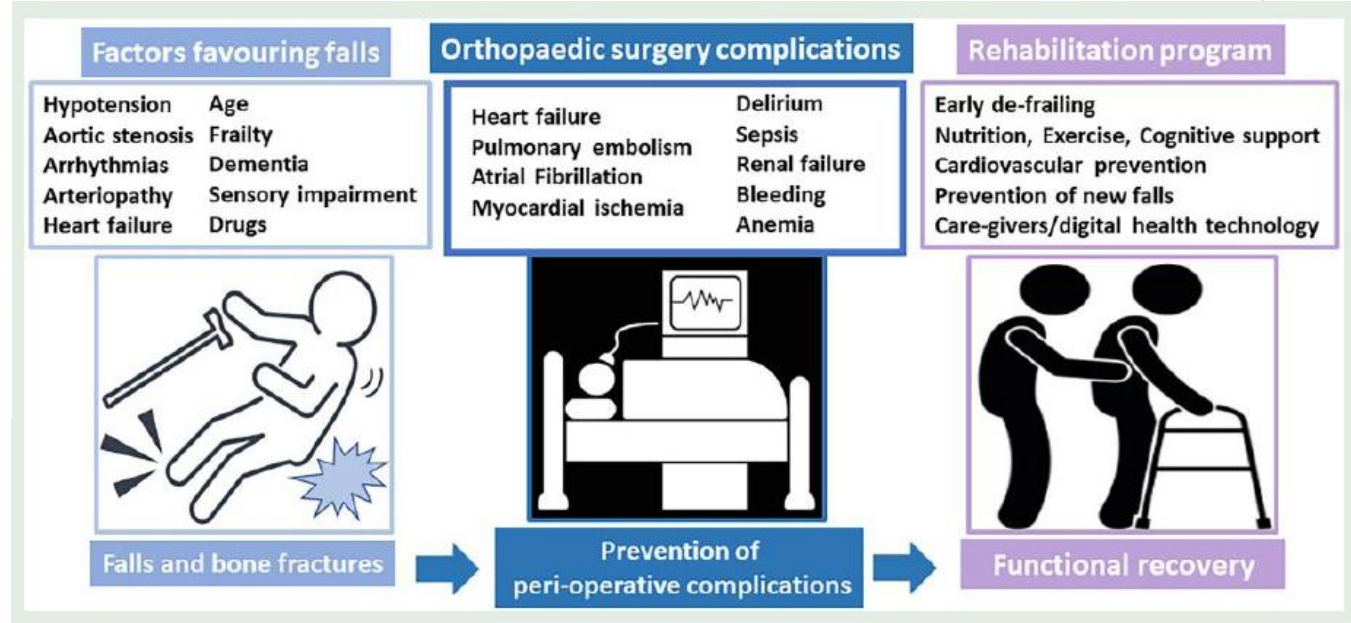 Factors favouring falls
Hypotension
Aortic stenosis
Arrhythmias
Arteriopathy
Heart failure
Age
Frailty
Dementia
Sensory impairment
Drugs
Falls and bone fractures
Orthopaedic surgery complications
Heart failure
Pulmonary embolism
Atrial Fibrillation
Myocardial ischemia
Delirium
Sepsis
Renal failure
Bleeding
Anemia
Prevention of
peri-operative complications
Rehabilitation program
Early de-frailing
Nutrition, Exercise, Cognitive support
Cardiovascular prevention
Prevention of new falls
Care-givers/digital health technology
Functional recovery